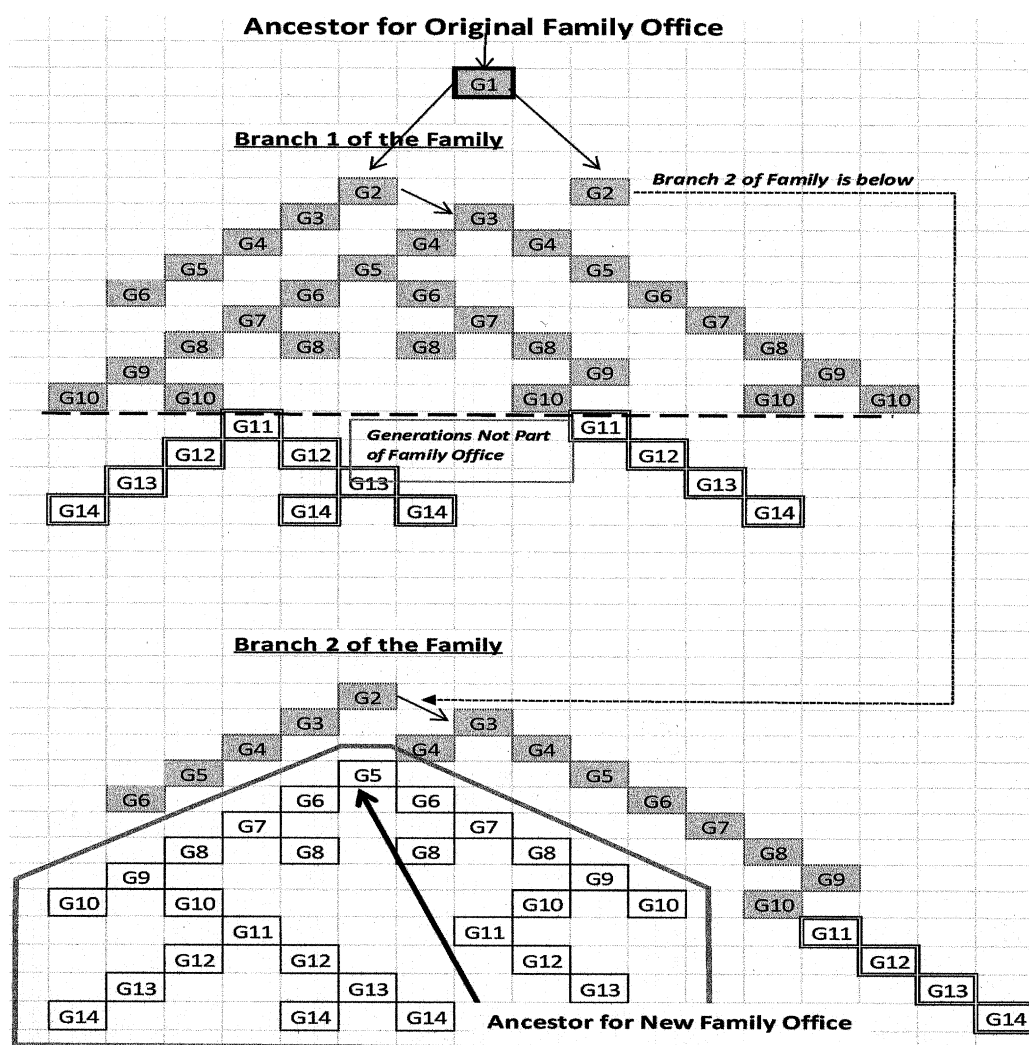 Ancestor for Original Family Office
G1
Branch 1 of the Family
G2 G2 Branch 2 of Family is below
G3 G3
G4 G4 G4
G5 G5 G5
G6 G6 G6 G6
G7 G7 G7
G8 G8 G8 G8 G8
G9 G9 G9
G10 G10 G10 G10 G10
G11 Generations Not Part G11
G12 G12 of Family Office G12
G13 G13 G13
G14 G14 G14 G14
Branch 2 of the Family
G2
G3 G3
G4 G4 G4
G5 G5 G5
G6 G6 G6 G6
G7 G7 G7
G8 G8 G8 G8 G8
G9 G9 G9
G10 G10 G10 G10 G10
G11 G11 G11
G12 G12 G12 G12
G13 G13 G13 G13
G14 G14 G14 Ancestor for New Family Office G14